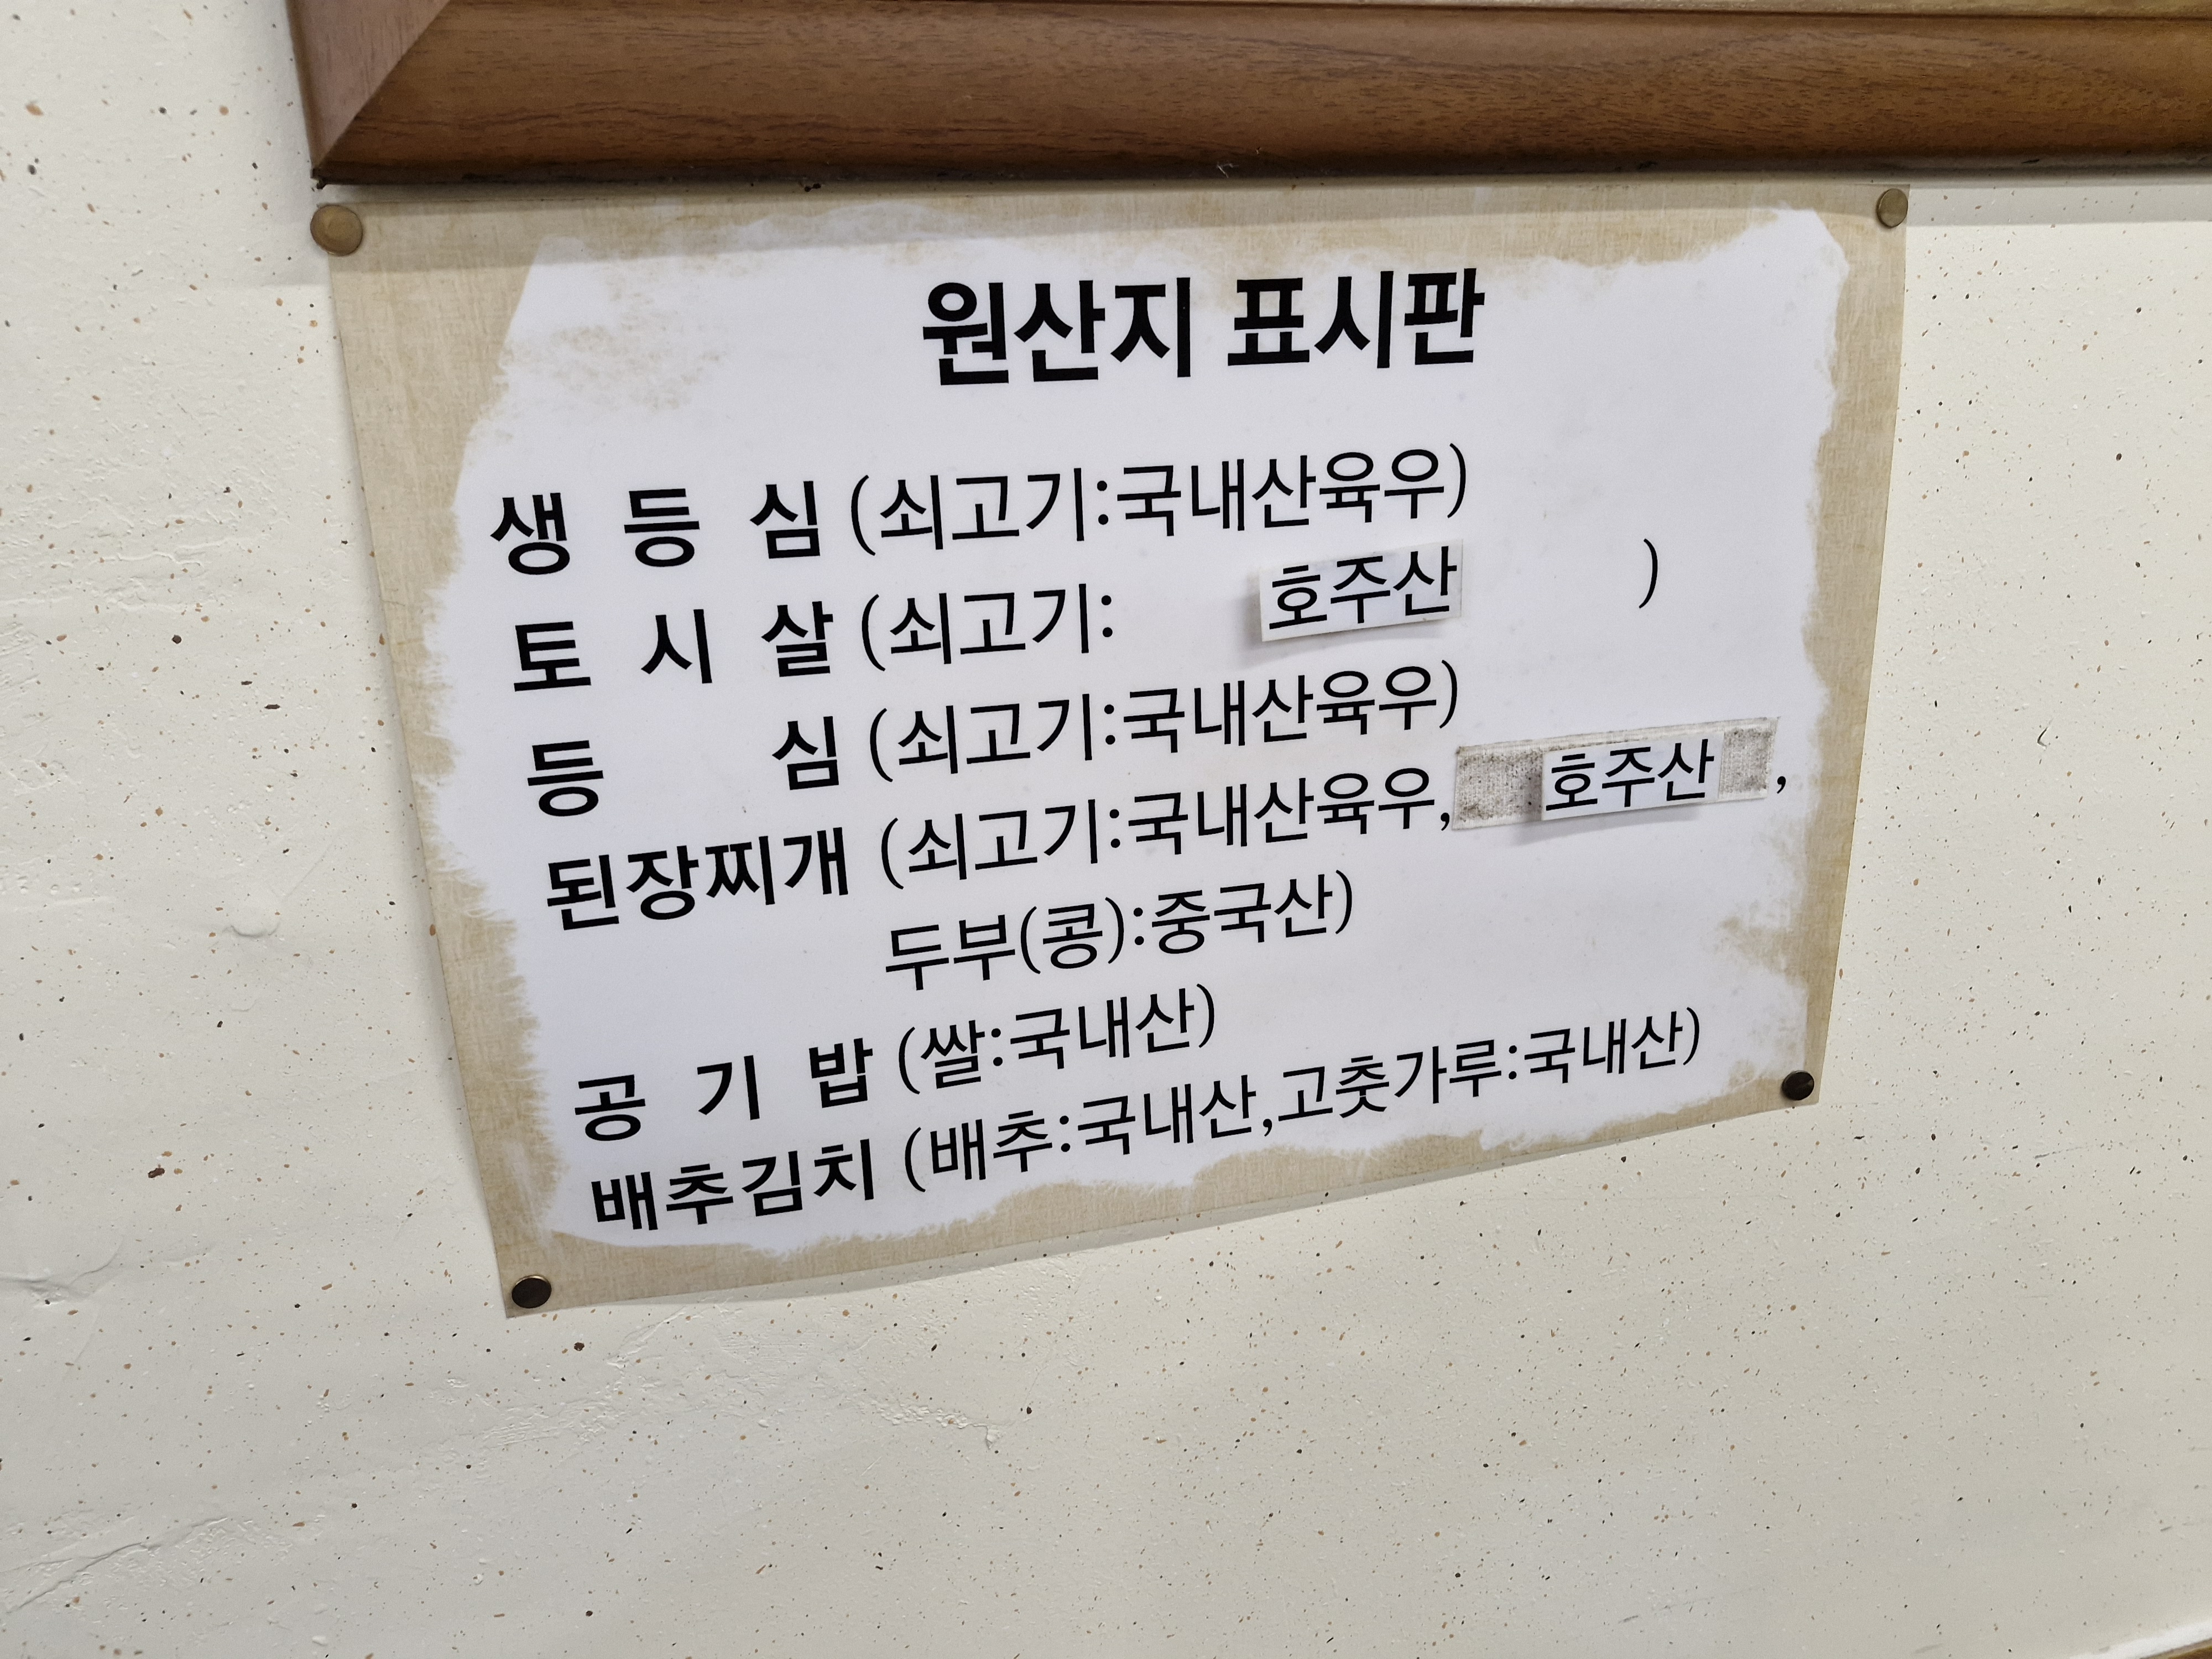 원산지 표시판
생 등 심 (쇠고기:국내산육우)
토 시 살 (쇠고기: 호주산 )
등 심 (쇠고기:국내산육우)
된장찌개 (쇠고기:국내산육우, 호주산 ,
두부(콩):중국산)
공 기 밥 (쌀:국내산)
배추김치 (배추:국내산,고춧가루:국내산)